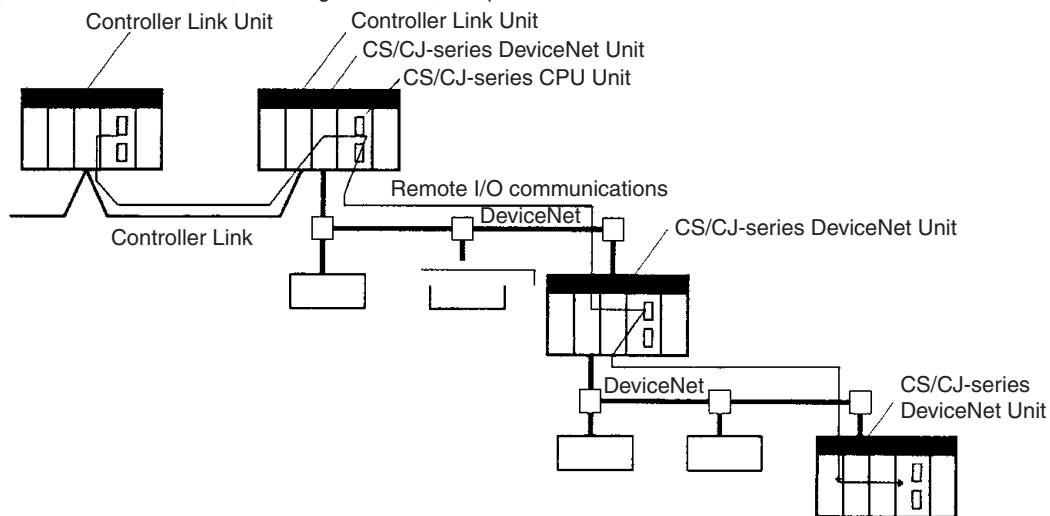 Controller Link Unit
Controller Link Unit
CS/CJ-series DeviceNet Unit
CS/CJ-series CPU Unit
Remote I/O communications
DeviceNet
Controller Link
CS/CJ-series DeviceNet Unit
DeviceNet
CS/CJ-series
DeviceNet Unit